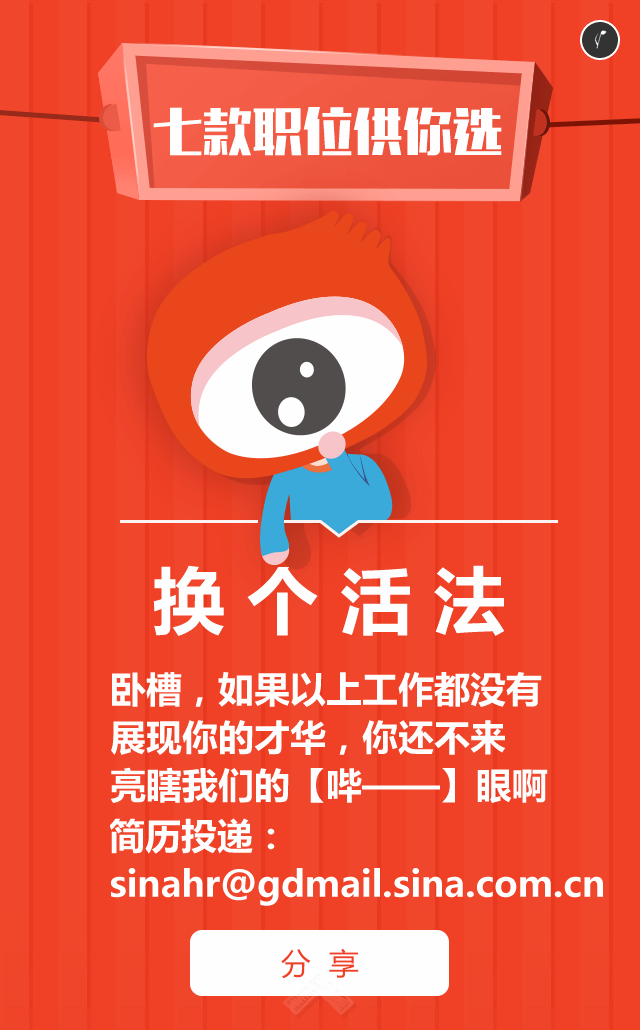 七款职位供你选
换个活法
卧槽，如果以上工作都没有
展现你的才华，你还不来
亮瞎我们的【哔——】眼啊
简历投递：
sinahr@gdmail.sina.com.cn
分享